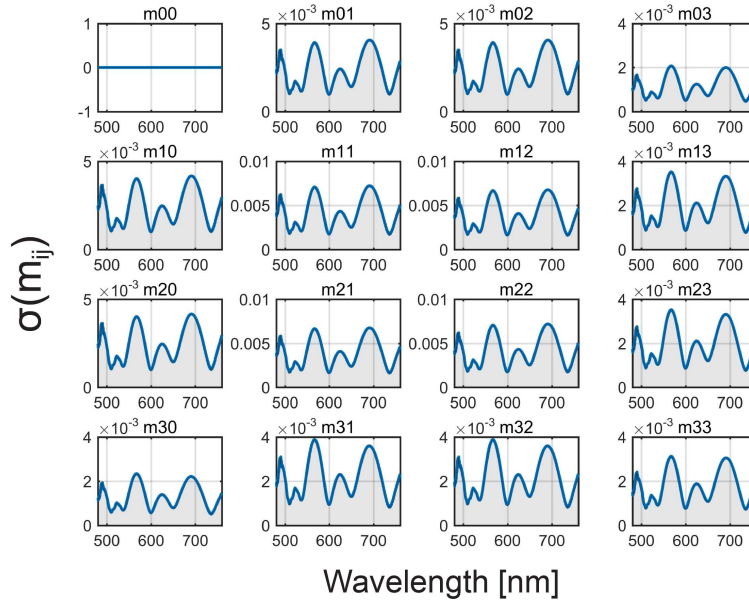 m00
1
0
-1
500 600 700
×10⁻³ m01
5
0
500 600 700
×10⁻³ m02
5
0
500 600 700
×10⁻³ m03
4
2
0
500 600 700
×10⁻³ m10
5
0
500 600 700
m11
0.01
0.005
0
500 600 700
m12
0.01
0.005
0
500 600 700
×10⁻³ m13
4
2
0
500 600 700
σ(mᵢⱼ)
×10⁻³ m20
5
0
500 600 700
m21
0.01
0.005
0
500 600 700
m22
0.01
0.005
0
500 600 700
×10⁻³ m23
4
2
0
500 600 700
×10⁻³ m30
4
2
0
500 600 700
×10⁻³ m31
4
2
0
500 600 700
×10⁻³ m32
4
2
0
500 600 700
×10⁻³ m33
4
2
0
500 600 700
Wavelength [nm]